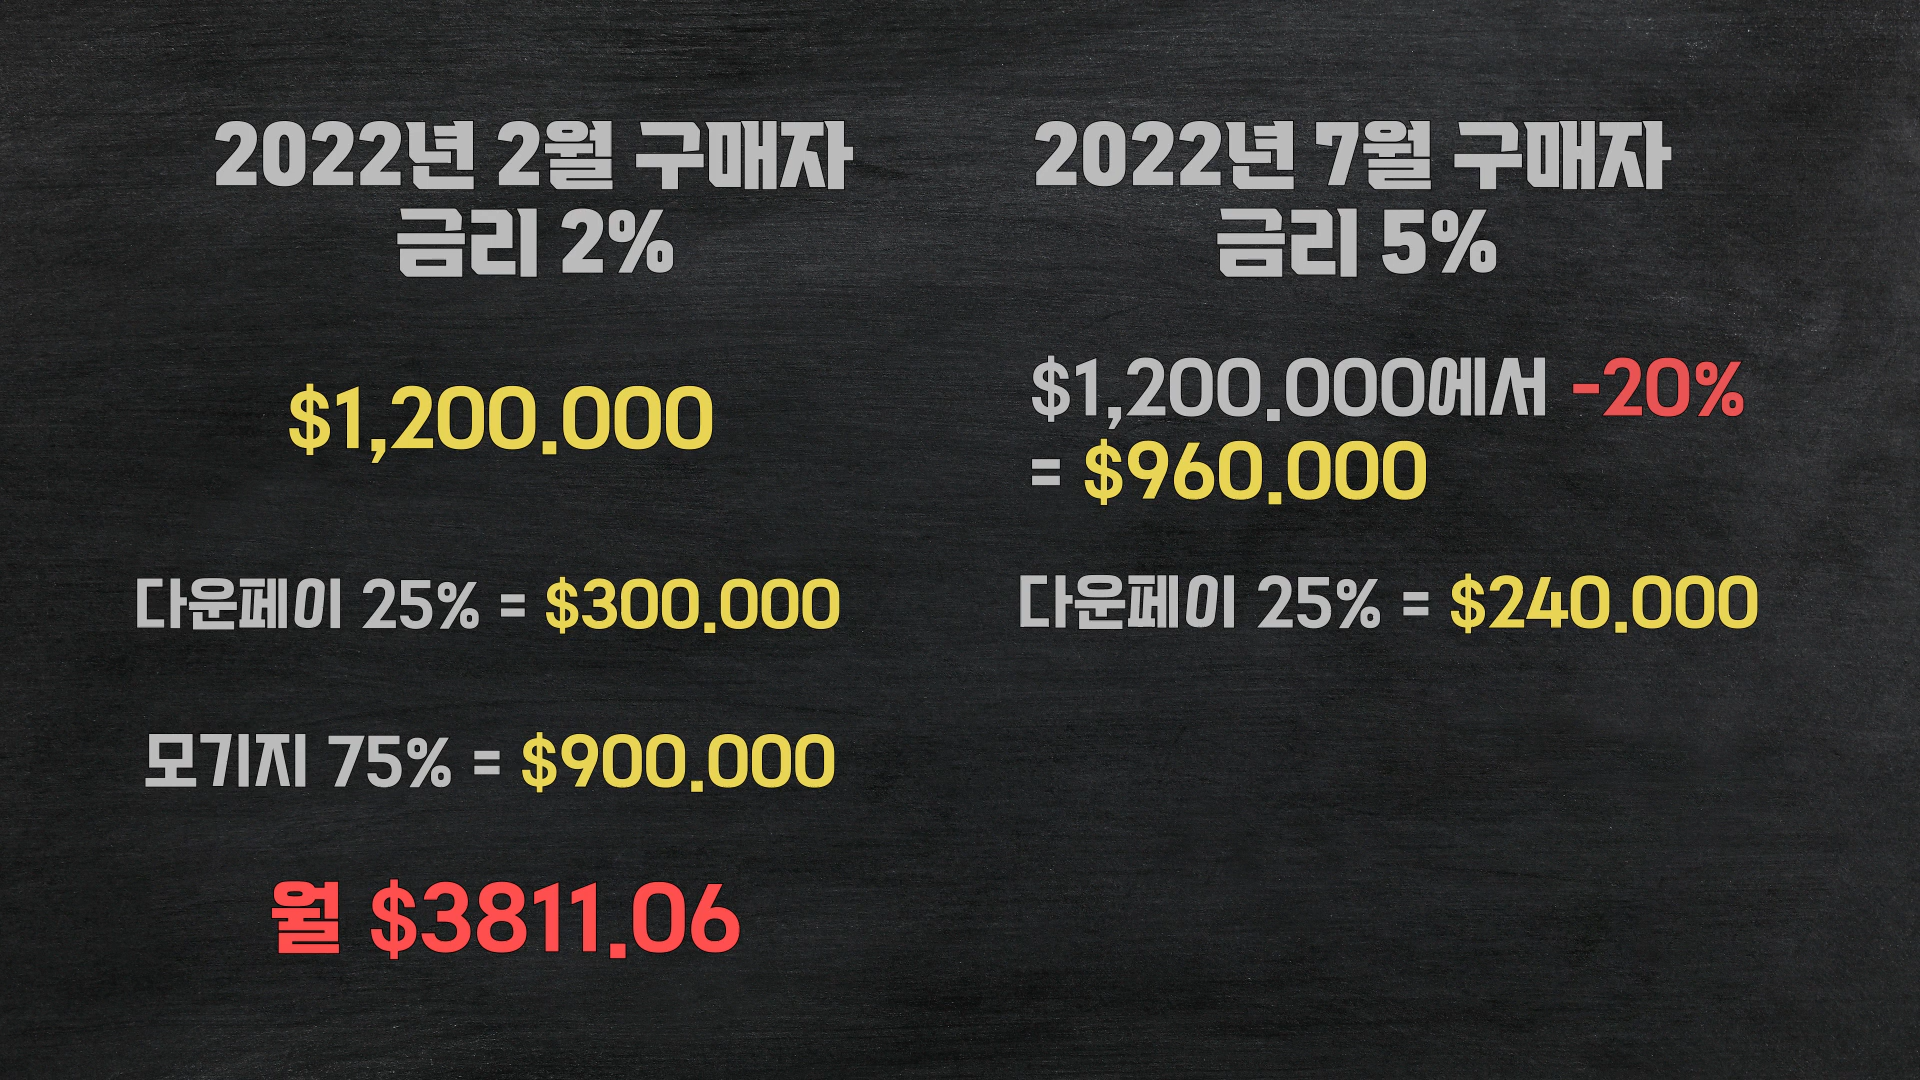 2022년 2월 구매자
금리 2%
$1,200.000
다운페이 25% = $300.000
모기지 75% = $900.000
월 $3811.06
2022년 7월 구매자
금리 5%
$1,200.000에서 -20%
= $960.000
다운페이 25% = $240.000